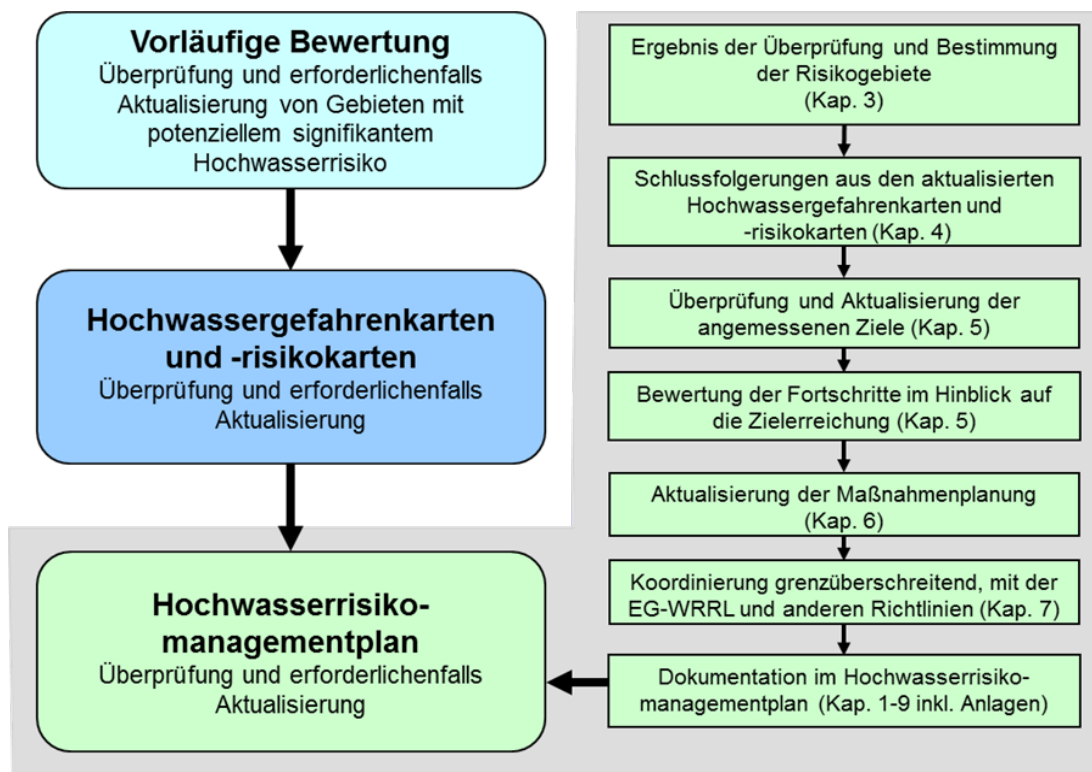 Vorläufige Bewertung
Überprüfung und erforderlichenfalls
Aktualisierung von Gebieten mit
potenziellem signifikantem
Hochwasserrisiko
Hochwassergefahrenkarten
und -risikokarten
Überprüfung und erforderlichenfalls
Aktualisierung
Hochwasserrisiko-
managementplan
Überprüfung und erforderlichenfalls
Aktualisierung
Ergebnis der Überprüfung und Bestimmung
der Risikogebiete
(Kap. 3)
Schlussfolgerungen aus den aktualisierten
Hochwassergefahrenkarten und
-risikokarten (Kap. 4)
Überprüfung und Aktualisierung der
angemessenen Ziele (Kap. 5)
Bewertung der Fortschritte im Hinblick auf
die Zielerreichung (Kap. 5)
Aktualisierung der Maßnahmenplanung
(Kap. 6)
Koordinierung grenzüberschreitend, mit der
EG-WRRL und anderen Richtlinien (Kap. 7)
Dokumentation im Hochwasserrisiko-
managementplan (Kap. 1-9 inkl. Anlagen)